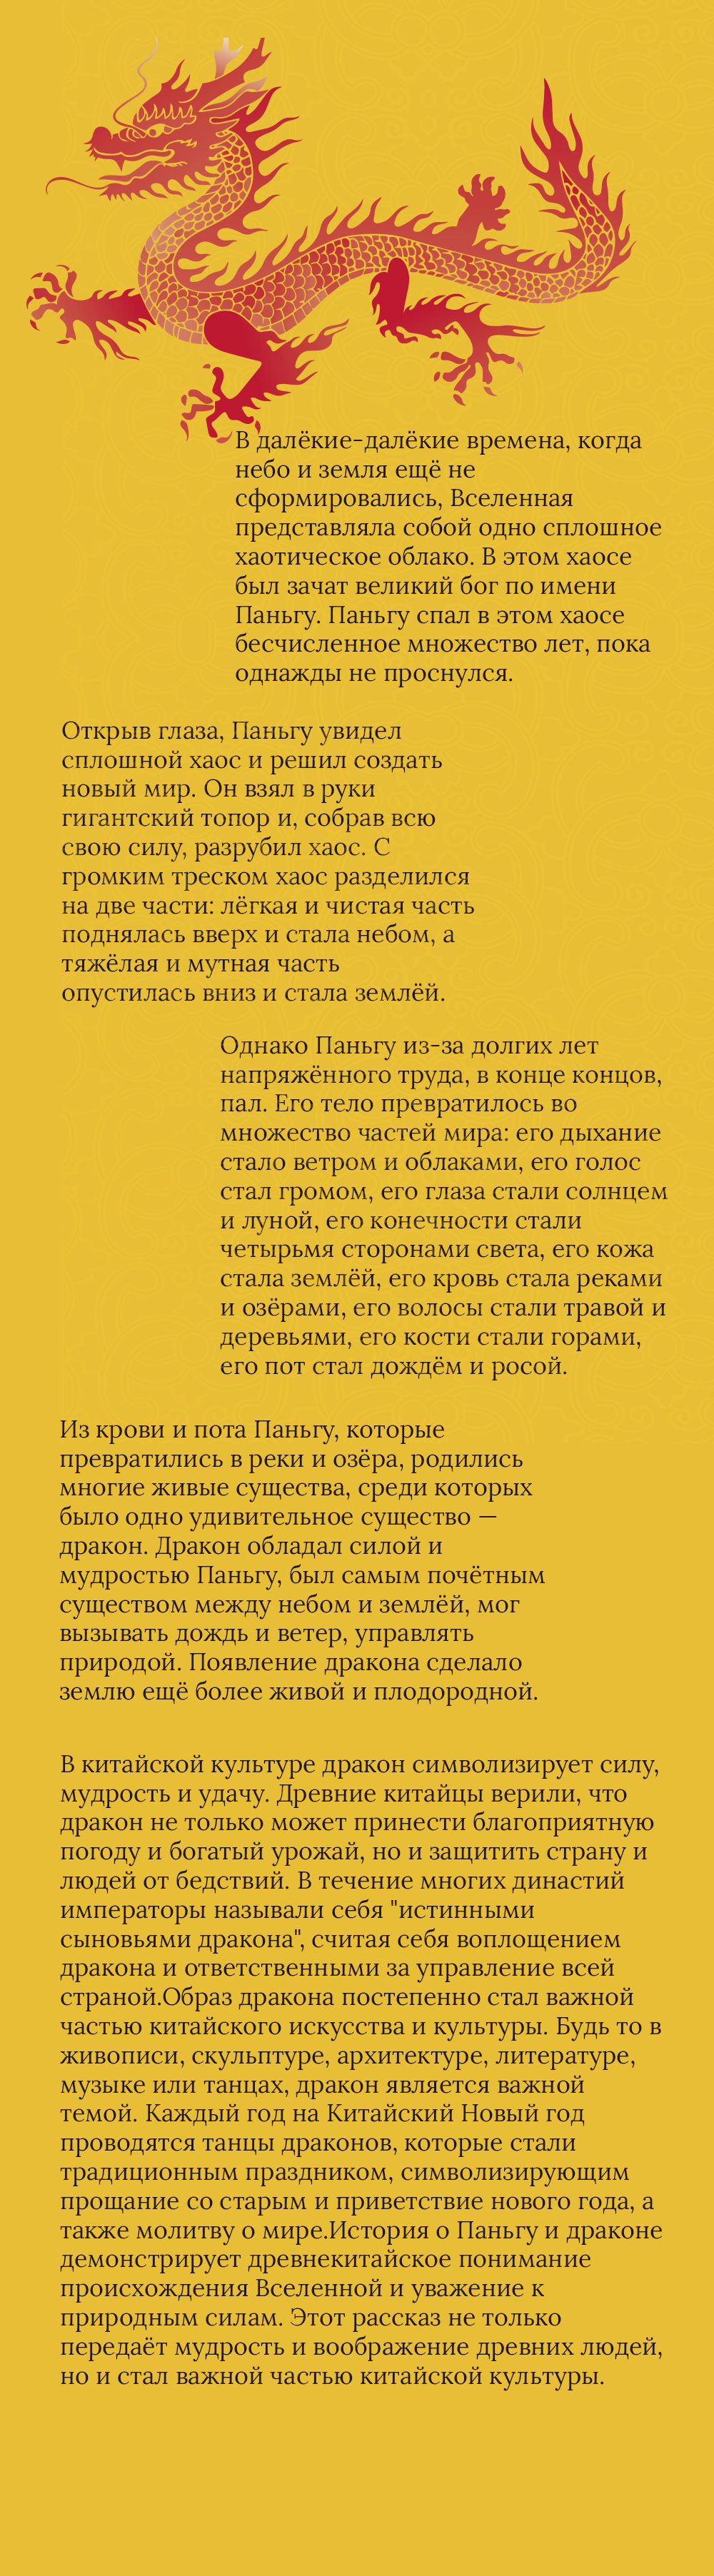 В далёкие-далёкие времена, когда
небо и земля ещё не
сформировались, Вселенная
представляла собой одно сплошное
хаотическое облако. В этом хаосе
был зачат великий бог по имени
Паньгу. Паньгу спал в этом хаосе
бесчисленное множество лет, пока
однажды не проснулся.
Открыв глаза, Паньгу увидел
сплошной хаос и решил создать
новый мир. Он взял в руки
гигантский топор и, собрав всю
свою силу, разрубил хаос. С
громким треском хаос разделился
на две части: лёгкая и чистая часть
поднялась вверх и стала небом, а
тяжёлая и мутная часть
опустилась вниз и стала землёй.
Однако Паньгу из-за долгих лет
напряжённого труда, в конце концов,
пал. Его тело превратилось во
множество частей мира: его дыхание
стало ветром и облаками, его голос
стал громом, его глаза стали солнцем
и луной, его конечности стали
четырьмя сторонами света, его кожа
стала землёй, его кровь стала реками
и озёрами, его волосы стали травой и
деревьями, его кости стали горами,
его пот стал дождём и росой.
Из крови и пота Паньгу, которые
превратились в реки и озёра, родились
многие живые существа, среди которых
было одно удивительное существо —
дракон. Дракон обладал силой и
мудростью Паньгу, был самым почётным
существом между небом и землёй, мог
вызывать дождь и ветер, управлять
природой. Появление дракона сделало
землю ещё более живой и плодородной.
В китайской культуре дракон символизирует силу,
мудрость и удачу. Древние китайцы верили, что
дракон не только может принести благоприятную
погоду и богатый урожай, но и защитить страну и
людей от бедствий. В течение многих династий
императоры называли себя "истинными
сыновьями дракона", считая себя воплощением
дракона и ответственными за управление всей
страной.Образ дракона постепенно стал важной
частью китайского искусства и культуры. Будь то в
живописи, скульптуре, архитектуре, литературе,
музыке или танцах, дракон является важной
темой. Каждый год на Китайский Новый год
проводятся танцы драконов, которые стали
традиционным праздником, символизирующим
прощание со старым и приветствие нового года, а
также молитву о мире.История о Паньгу и драконе
демонстрирует древнекитайское понимание
происхождения Вселенной и уважение к
природным силам. Этот рассказ не только
передаёт мудрость и воображение древних людей,
но и стал важной частью китайской культуры.